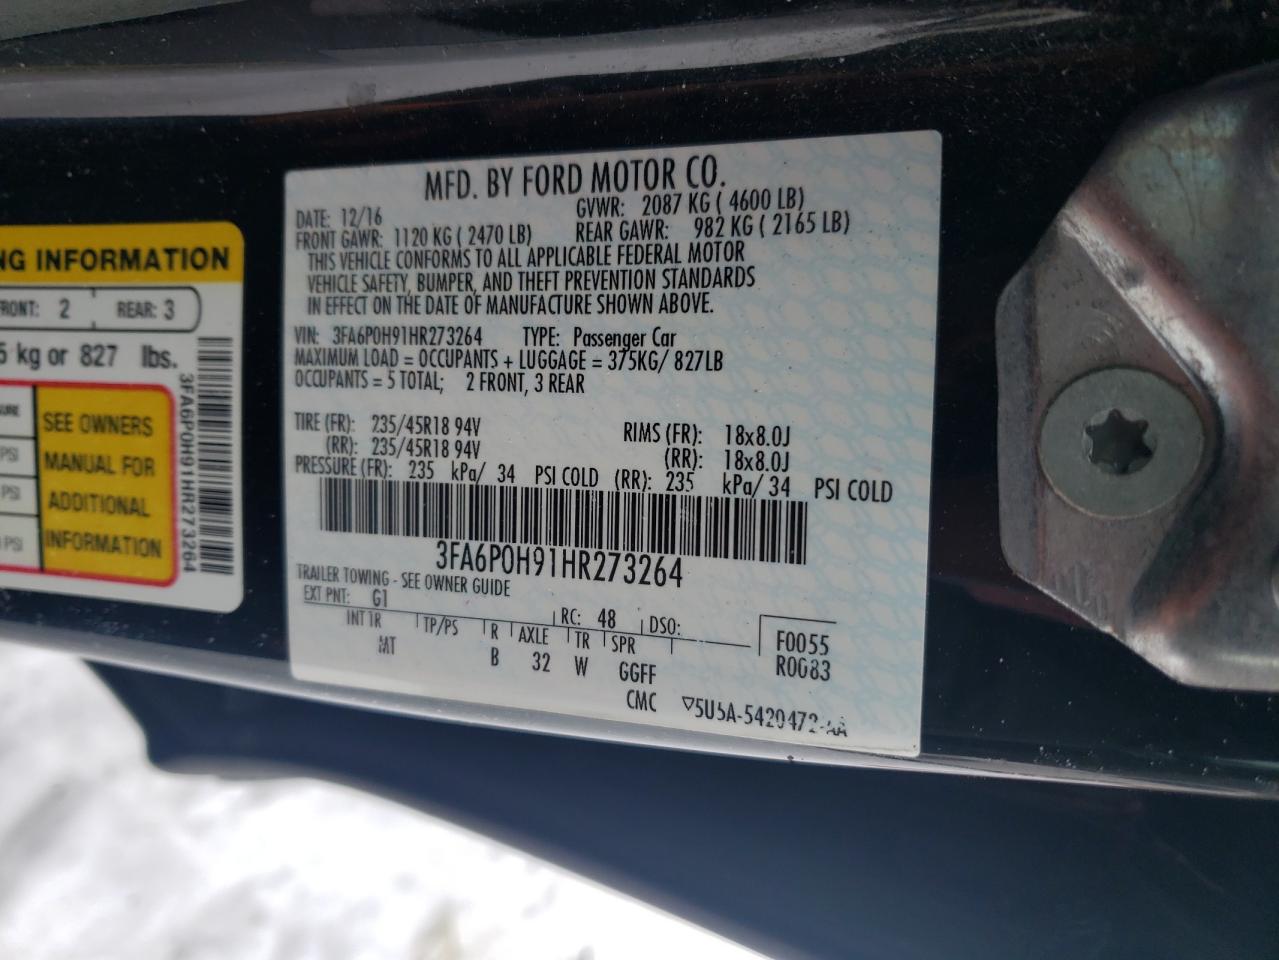 MFD. BY FORD MOTOR CO.
DATE: 12/16
GVWR: 2087 KG ( 4600 LB)
FRONT GAWR: 1120 KG ( 2470 LB)
REAR GAWR: 982 KG ( 2165 LB)
THIS VEHICLE CONFORMS TO ALL APPLICABLE FEDERAL MOTOR
VEHICLE SAFETY, BUMPER, AND THEFT PREVENTION STANDARDS
IN EFFECT ON THE DATE OF MANUFACTURE SHOWN ABOVE.
VIN: 3FA6P0H91HR273264 TYPE: Passenger Car
MAXIMUM LOAD = OCCUPANTS + LUGGAGE = 375KG/ 827LB
OCCUPANTS = 5 TOTAL; 2 FRONT, 3 REAR
TIRE (FR): 235/45R18 94V RIMS (FR): 18x8.0J
(RR): 235/45R18 94V (RR): 18x8.0J
PRESSURE (FR): 235 kPa/ 34 PSI COLD (RR): 235 kPa/ 34 PSI COLD
3FA6P0H91HR273264
TRAILER TOWING - SEE OWNER GUIDE
EXT PNT: G1 RC: 48 DSO:
INT TR TP/PS R AXLE TR SPR
MT B 32 W GGFF
CMC
F0055
▽5U5A-5420472-AA
NG INFORMATION
FRONT: 2 REAR: 3
5 kg or 827 lbs.
PSI
PSI
PSI
SEE OWNERS
MANUAL FOR
ADDITIONAL
INFORMATION
3FA6P0H91HR273264